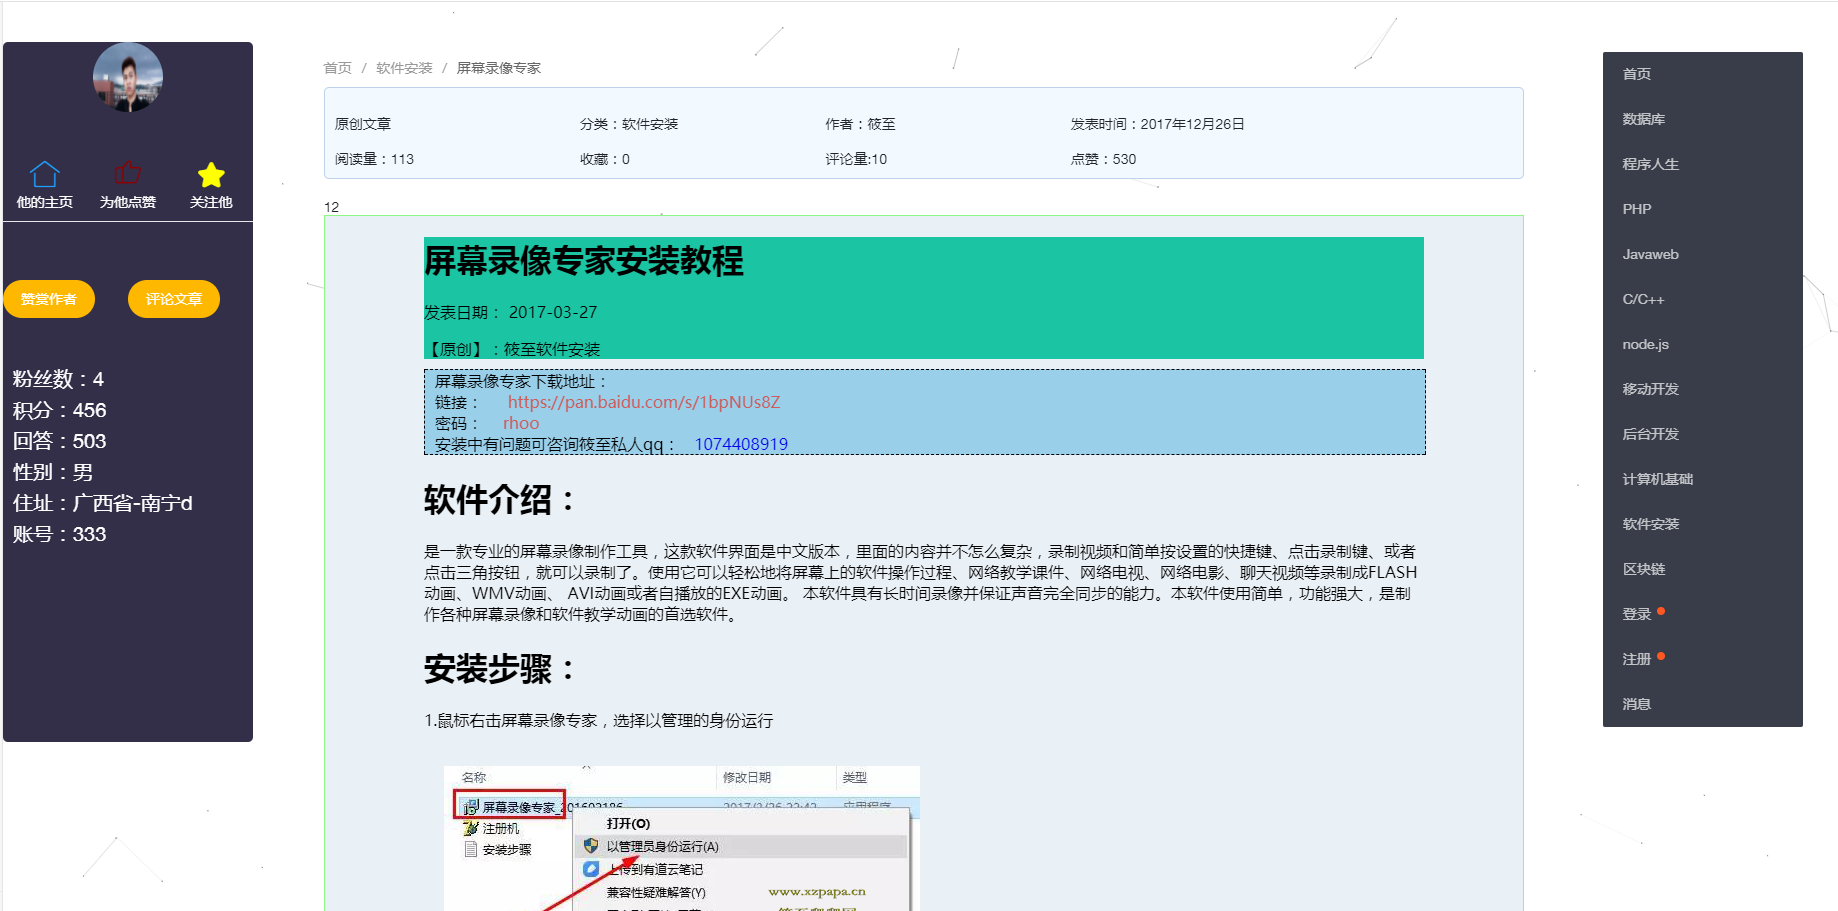 他的主页
为他点赞
关注他
赞赏作者
评论文章
粉丝数：4
积分：456
回答：503
性别：男
住址：广西省-南宁d
账号：333
首页 / 软件安装 / 屏幕录像专家
原创文章 分类：软件安装 作者：筱至 发表时间：2017年12月26日
阅读量：113 收藏：0 评论量:10 点赞：530
12
屏幕录像专家安装教程
发表日期： 2017-03-27
【原创】：筱至软件安装
屏幕录像专家下载地址：
链接： https://pan.baidu.com/s/1bpNUs8Z
密码： rhoo
安装中有问题可咨询筱至私人qq： 1074408919
软件介绍：
是一款专业的屏幕录像制作工具，这款软件界面是中文版本，里面的内容并不怎么复杂，录制视频和简单按设置的快捷键、点击录制键、或者
点击三角按钮，就可以录制了。使用它可以轻松地将屏幕上的软件操作过程、网络教学课件、网络电视、网络电影、聊天视频等录制成FLASH
动画、WMV动画、 AVI动画或者自播放的EXE动画。 本软件具有长时间录像并保证声音完全同步的能力。本软件使用简单，功能强大，是制
作各种屏幕录像和软件教学动画的首选软件。
安装步骤：
1.鼠标右击屏幕录像专家，选择以管理的身份运行
名称 修改日期 类型
屏幕录像专家_
注册机
安装步骤
打开(O)
以管理员身份运行(A)
上传到有道云笔记
兼容性疑难解答(Y)
www.xzpapa.cn
首页
数据库
程序人生
PHP
Javaweb
C/C++
node.js
移动开发
后台开发
计算机基础
软件安装
区块链
登录
注册
消息